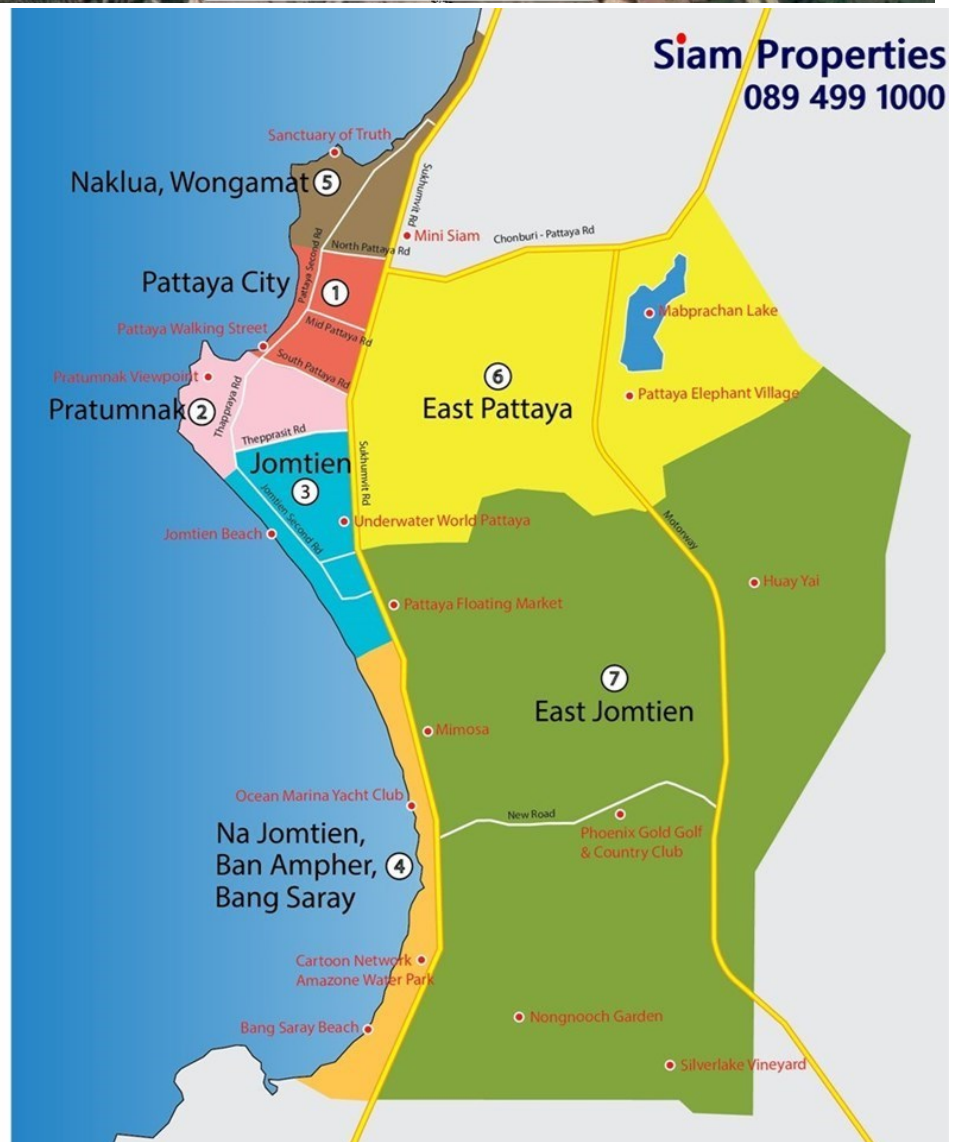 Siam Properties
089 499 1000
Sanctuary of Truth
Naklua, Wongamat 5
Sukhumvit Rd
Mini Siam
Chonburi - Pattaya Rd
North Pattaya Rd
Pattaya Second Rd
Pattaya City
1
Mabprachan Lake
Mid Pattaya Rd
Pattaya Walking Street
South Pattaya Rd
Pratumnak Viewpoint
6
East Pattaya
Pattaya Elephant Village
Pratumnak 2
Thappraya Rd
Thepprasit Rd
Jomtien
3
Sukhumvit Rd
Jomtien Second Rd
Underwater World Pattaya
Jomtien Beach
Motorway
Huay Yai
Pattaya Floating Market
7
East Jomtien
Mimosa
Ocean Marina Yacht Club
New Road
Phoenix Gold Golf
& Country Club
Na Jomtien,
Ban Ampher, 4
Bang Saray
Cartoon Network
Amazone Water Park
Nongnooch Garden
Bang Saray Beach
Silverlake Vineyard